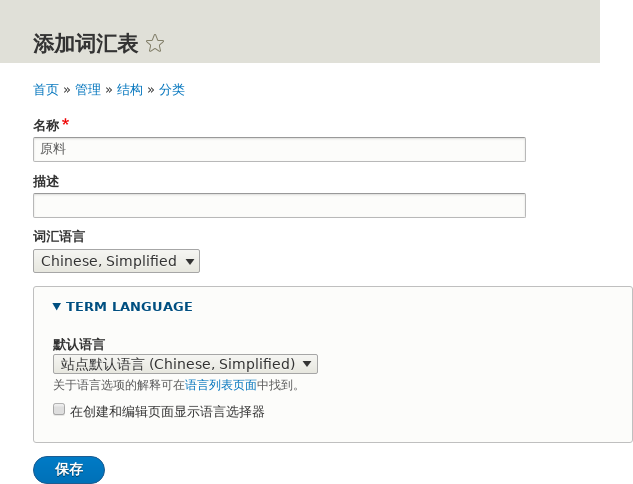 添加词汇表
首页 » 管理 » 结构 » 分类
名称*
原料
描述
词汇语言
Chinese, Simplified
TERM LANGUAGE
默认语言
站点默认语言 (Chinese, Simplified)
关于语言选项的解释可在语言列表页面中找到。
在创建和编辑页面显示语言选择器
保存